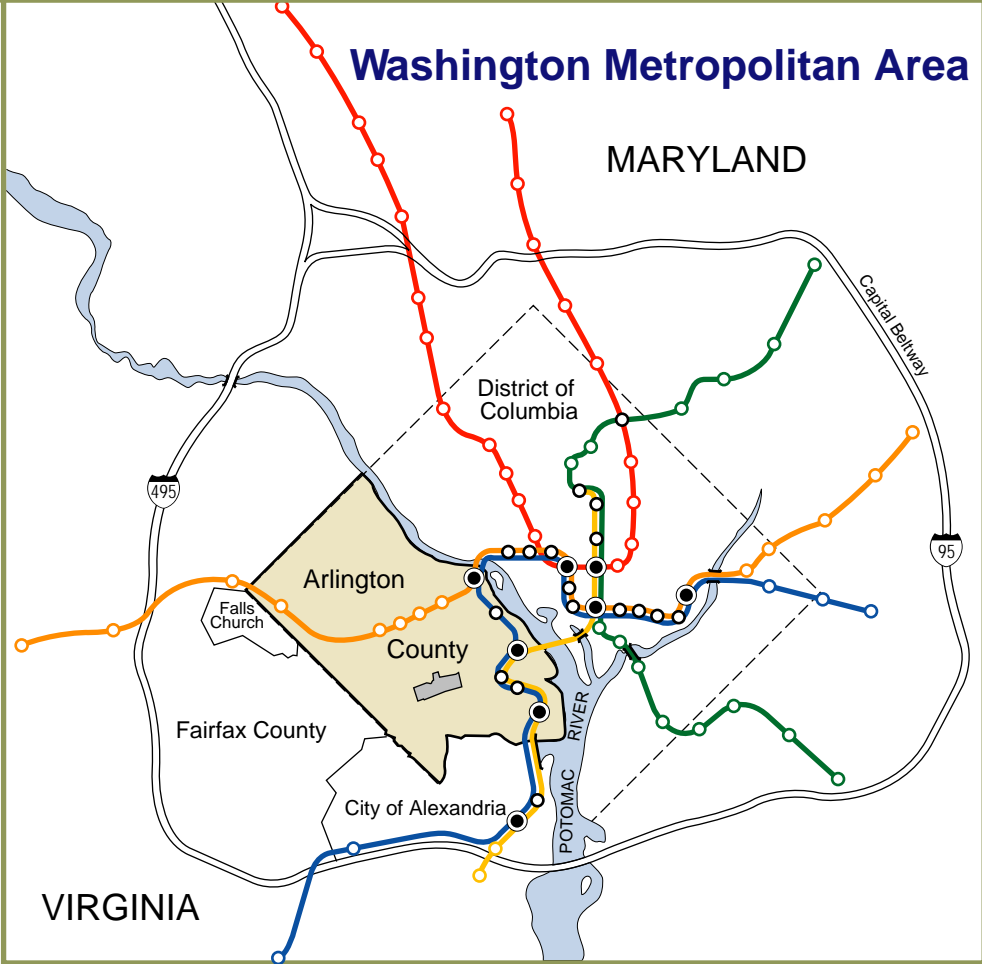 Washington Metropolitan Area
MARYLAND
Capital Beltway
District of
Columbia
495
95
Arlington
Falls
Church
County
Fairfax County
POTOMAC RIVER
City of Alexandria
VIRGINIA